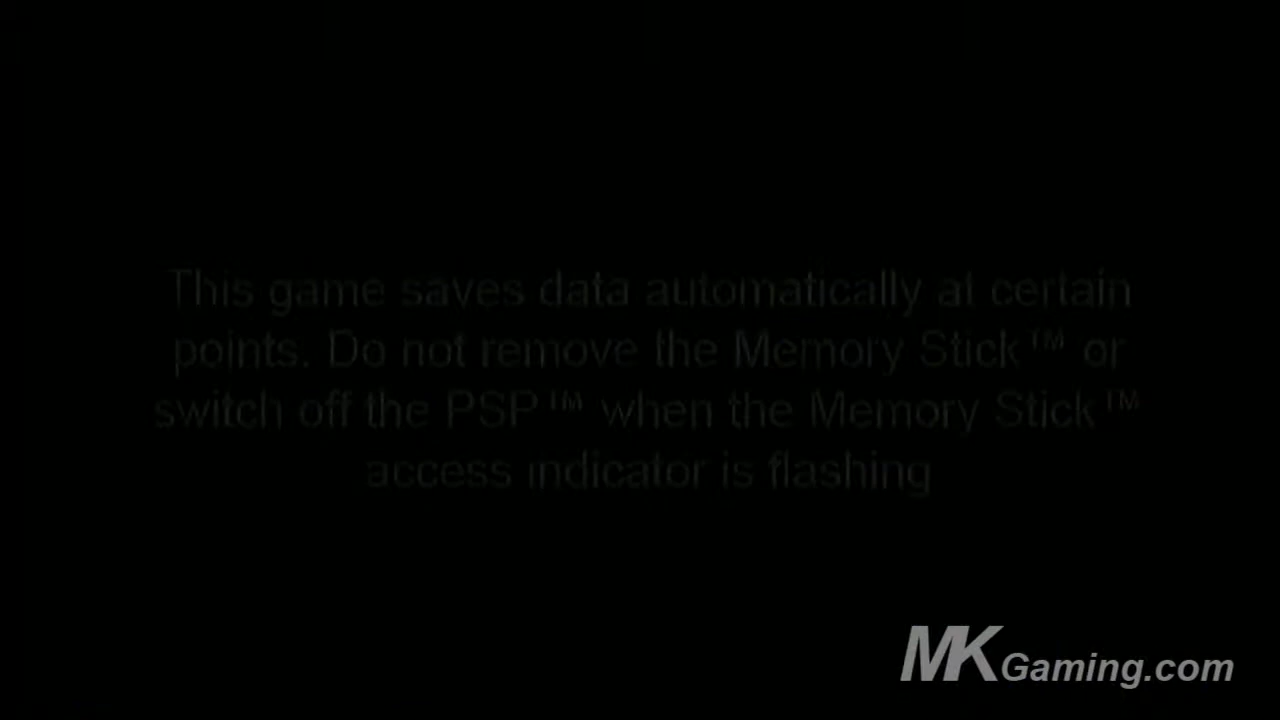 This game saves data automatically at certain
points. Do not remove the Memory Stick™ or
switch off the PSP™ when the Memory Stick™
access indicator is flashing
MKGaming.com